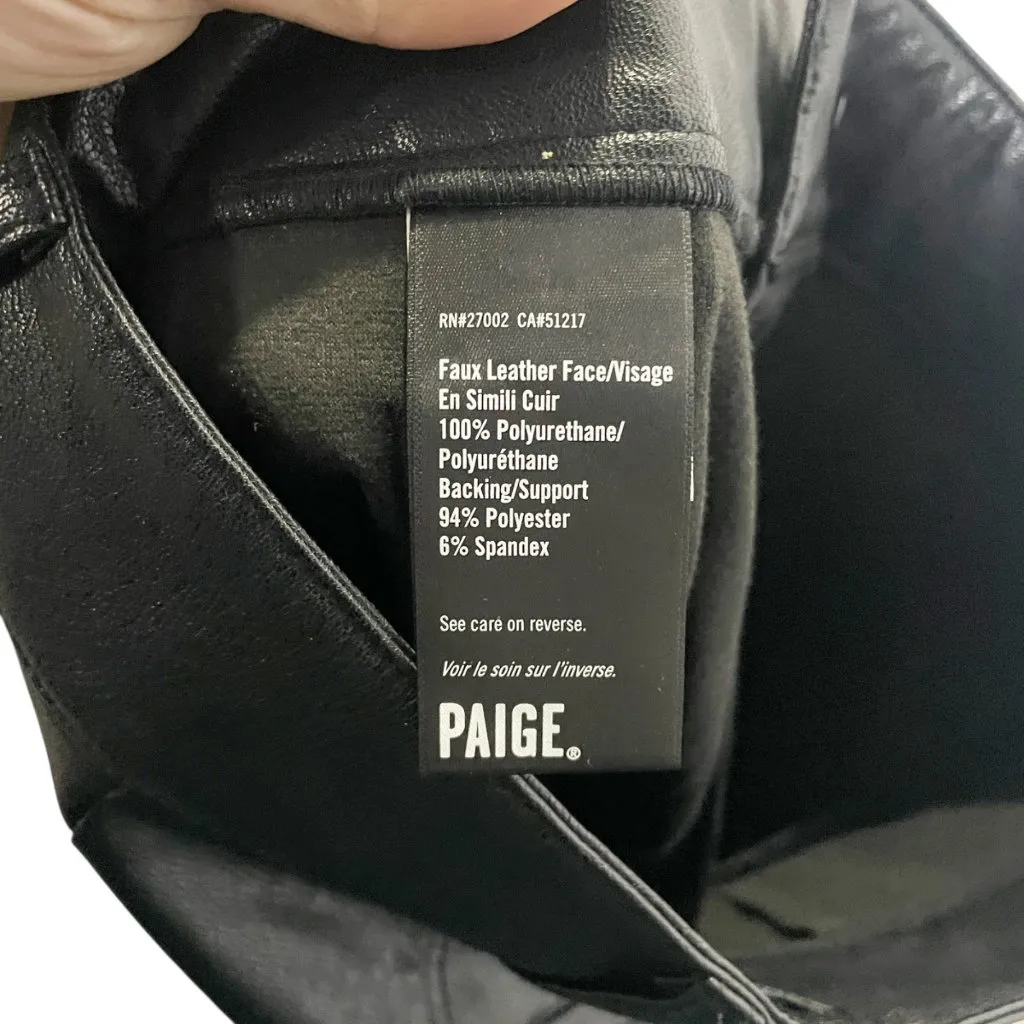 RN#27002 CA#51217
Faux Leather Face/Visage
En Simili Cuir
100% Polyurethane/
Polyuréthane
Backing/Support
94% Polyester
6% Spandex
See care on reverse.
Voir le soin sur l'inverse.
PAIGE®